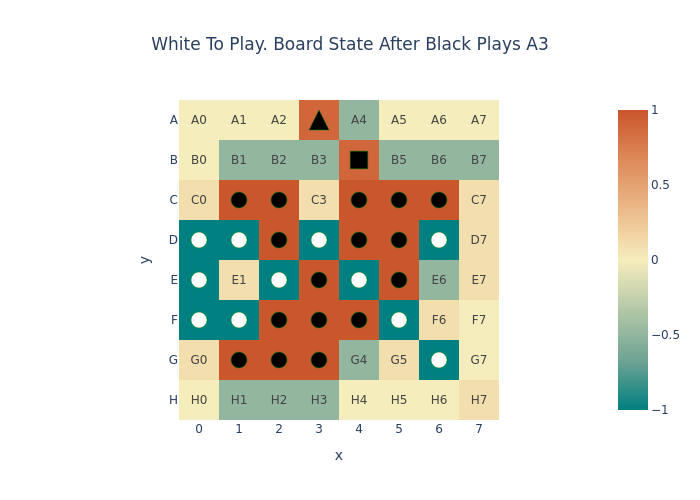 White To Play. Board State After Black Plays A3
A A0 A1 A2 A4 A5 A6 A7
B B0 B1 B2 B3 B5 B6 B7
C C0 C3 C7
D D7
y
E E1 E6 E7
F F6 F7
G G0 G4 G5 G7
H H0 H1 H2 H3 H4 H5 H6 H7
0 1 2 3 4 5 6 7
x
1
0.5
0
−0.5
−1